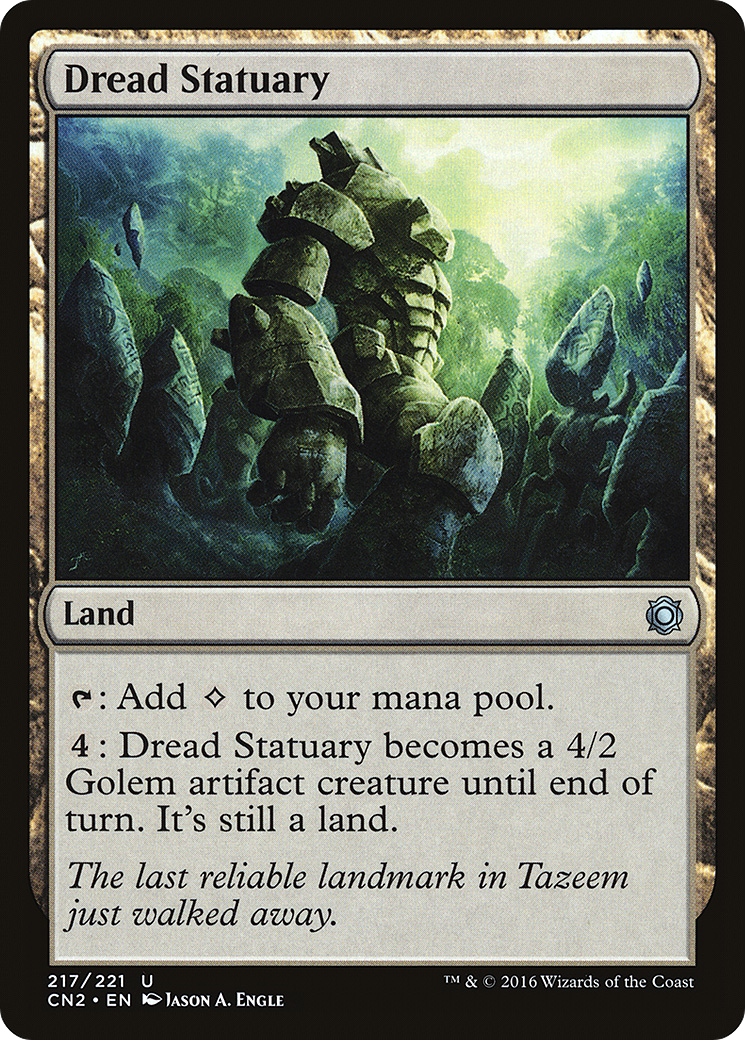 Dread Statuary
Land
: Add to your mana pool.
4 : Dread Statuary becomes a 4/2
Golem artifact creature until end of
turn. It's still a land.
The last reliable landmark in Tazeem
just walked away.
217/221 U
™ & © 2016 Wizards of the Coast
CN2 • EN Jason A. Engle